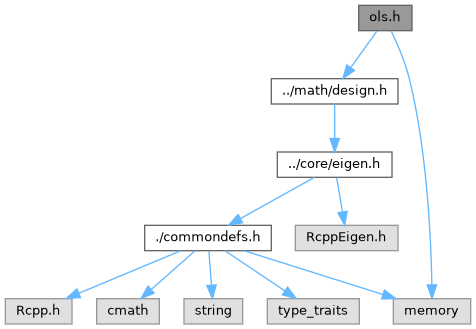 ols.h
../math/design.h
../core/eigen.h
./commondefs.h
RcppEigen.h
Rcpp.h
cmath
string
type_traits
memory